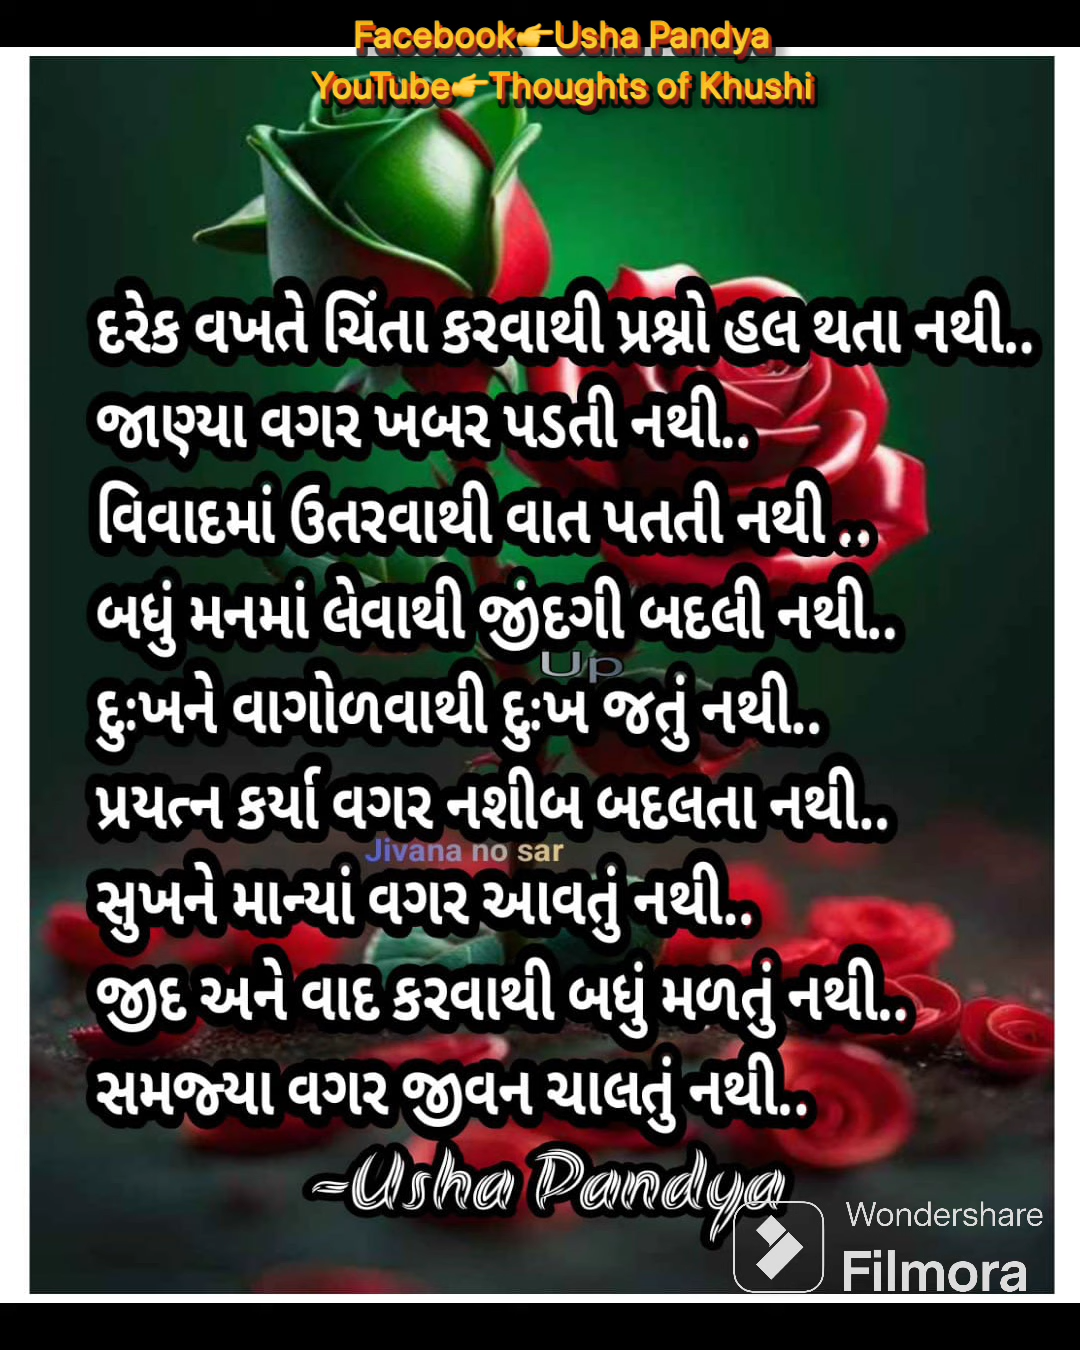 Facebook👉Usha Pandya
YouTube👉Thoughts of Khushi
દરેક વખતે ચિંતા કરવાથી પ્રશ્નો હલ થતા નથી..
જાણ્યા વગર ખબર પડતી નથી..
વિવાદમાં ઉતરવાથી વાત પતતી નથી ..
બધું મનમાં લેવાથી જીંદગી બદલી નથી..
Up
દુઃખને વાગોળવાથી દુઃખ જતું નથી..
પ્રયત્ન કર્યા વગર નશીબ બદલતા નથી..
Jivana no sar
સુખને માન્યાં વગર આવતું નથી..
જીદ અને વાદ કરવાથી બધું મળતું નથી..
સમજ્યા વગર જીવન ચાલતું નથી..
~Usha Pandya
Wondershare
Filmora